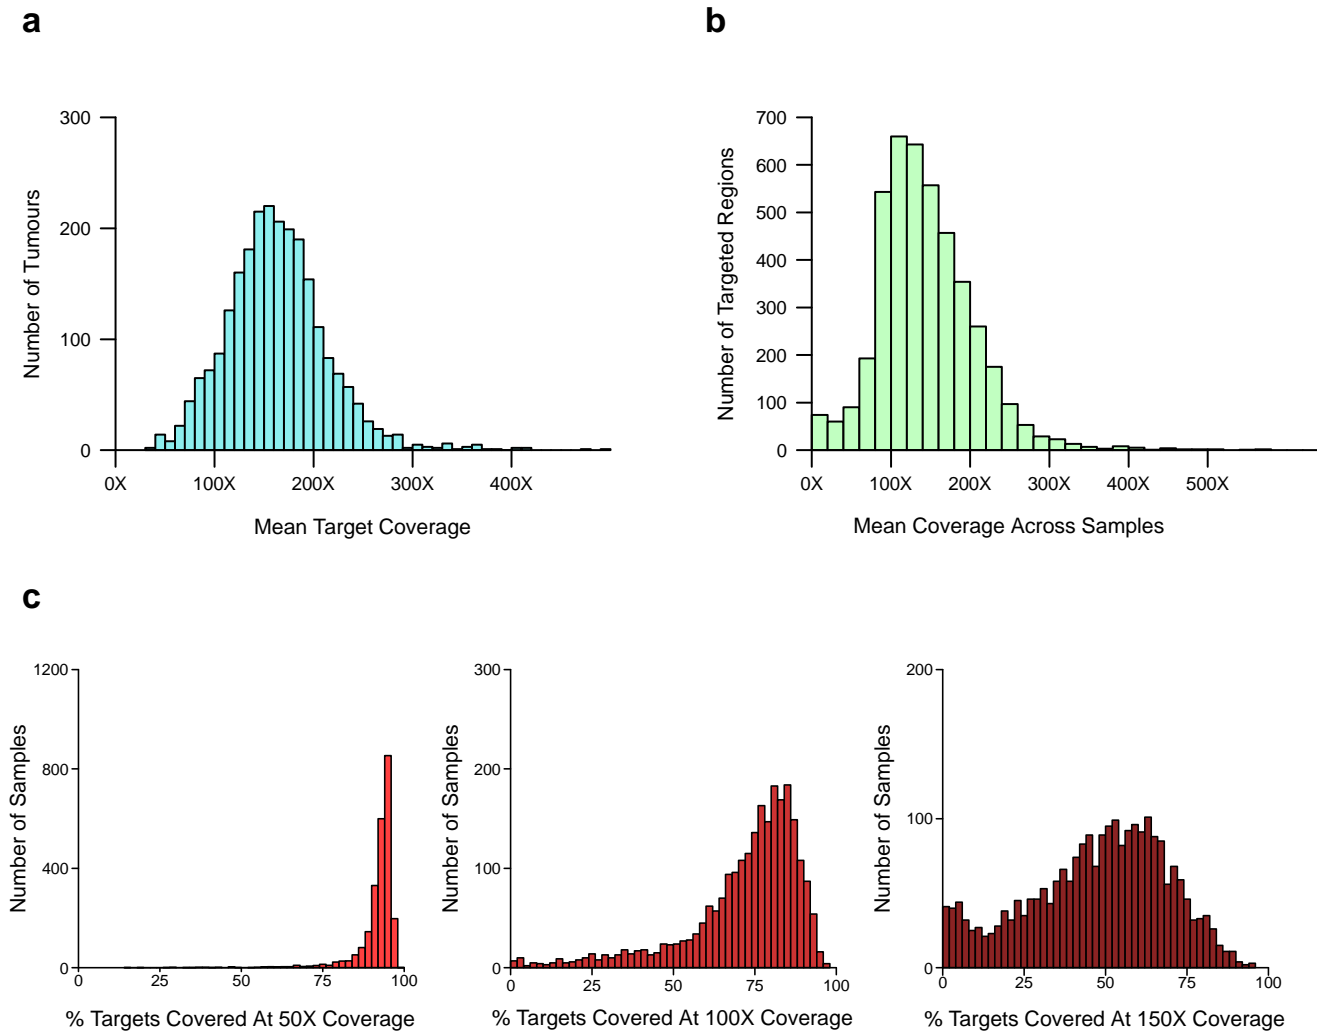 a
300
200
100
0
Number of Tumours
0X 100X 200X 300X 400X
Mean Target Coverage
b
700
600
500
400
300
200
100
0
Number of Targeted Regions
0X 100X 200X 300X 400X 500X
Mean Coverage Across Samples
c
1200
800
400
0
Number of Samples
0 25 50 75 100
% Targets Covered At 50X Coverage
300
200
100
0
Number of Samples
0 25 50 75 100
% Targets Covered At 100X Coverage
200
100
0
Number of Samples
0 25 50 75 100
% Targets Covered At 150X Coverage